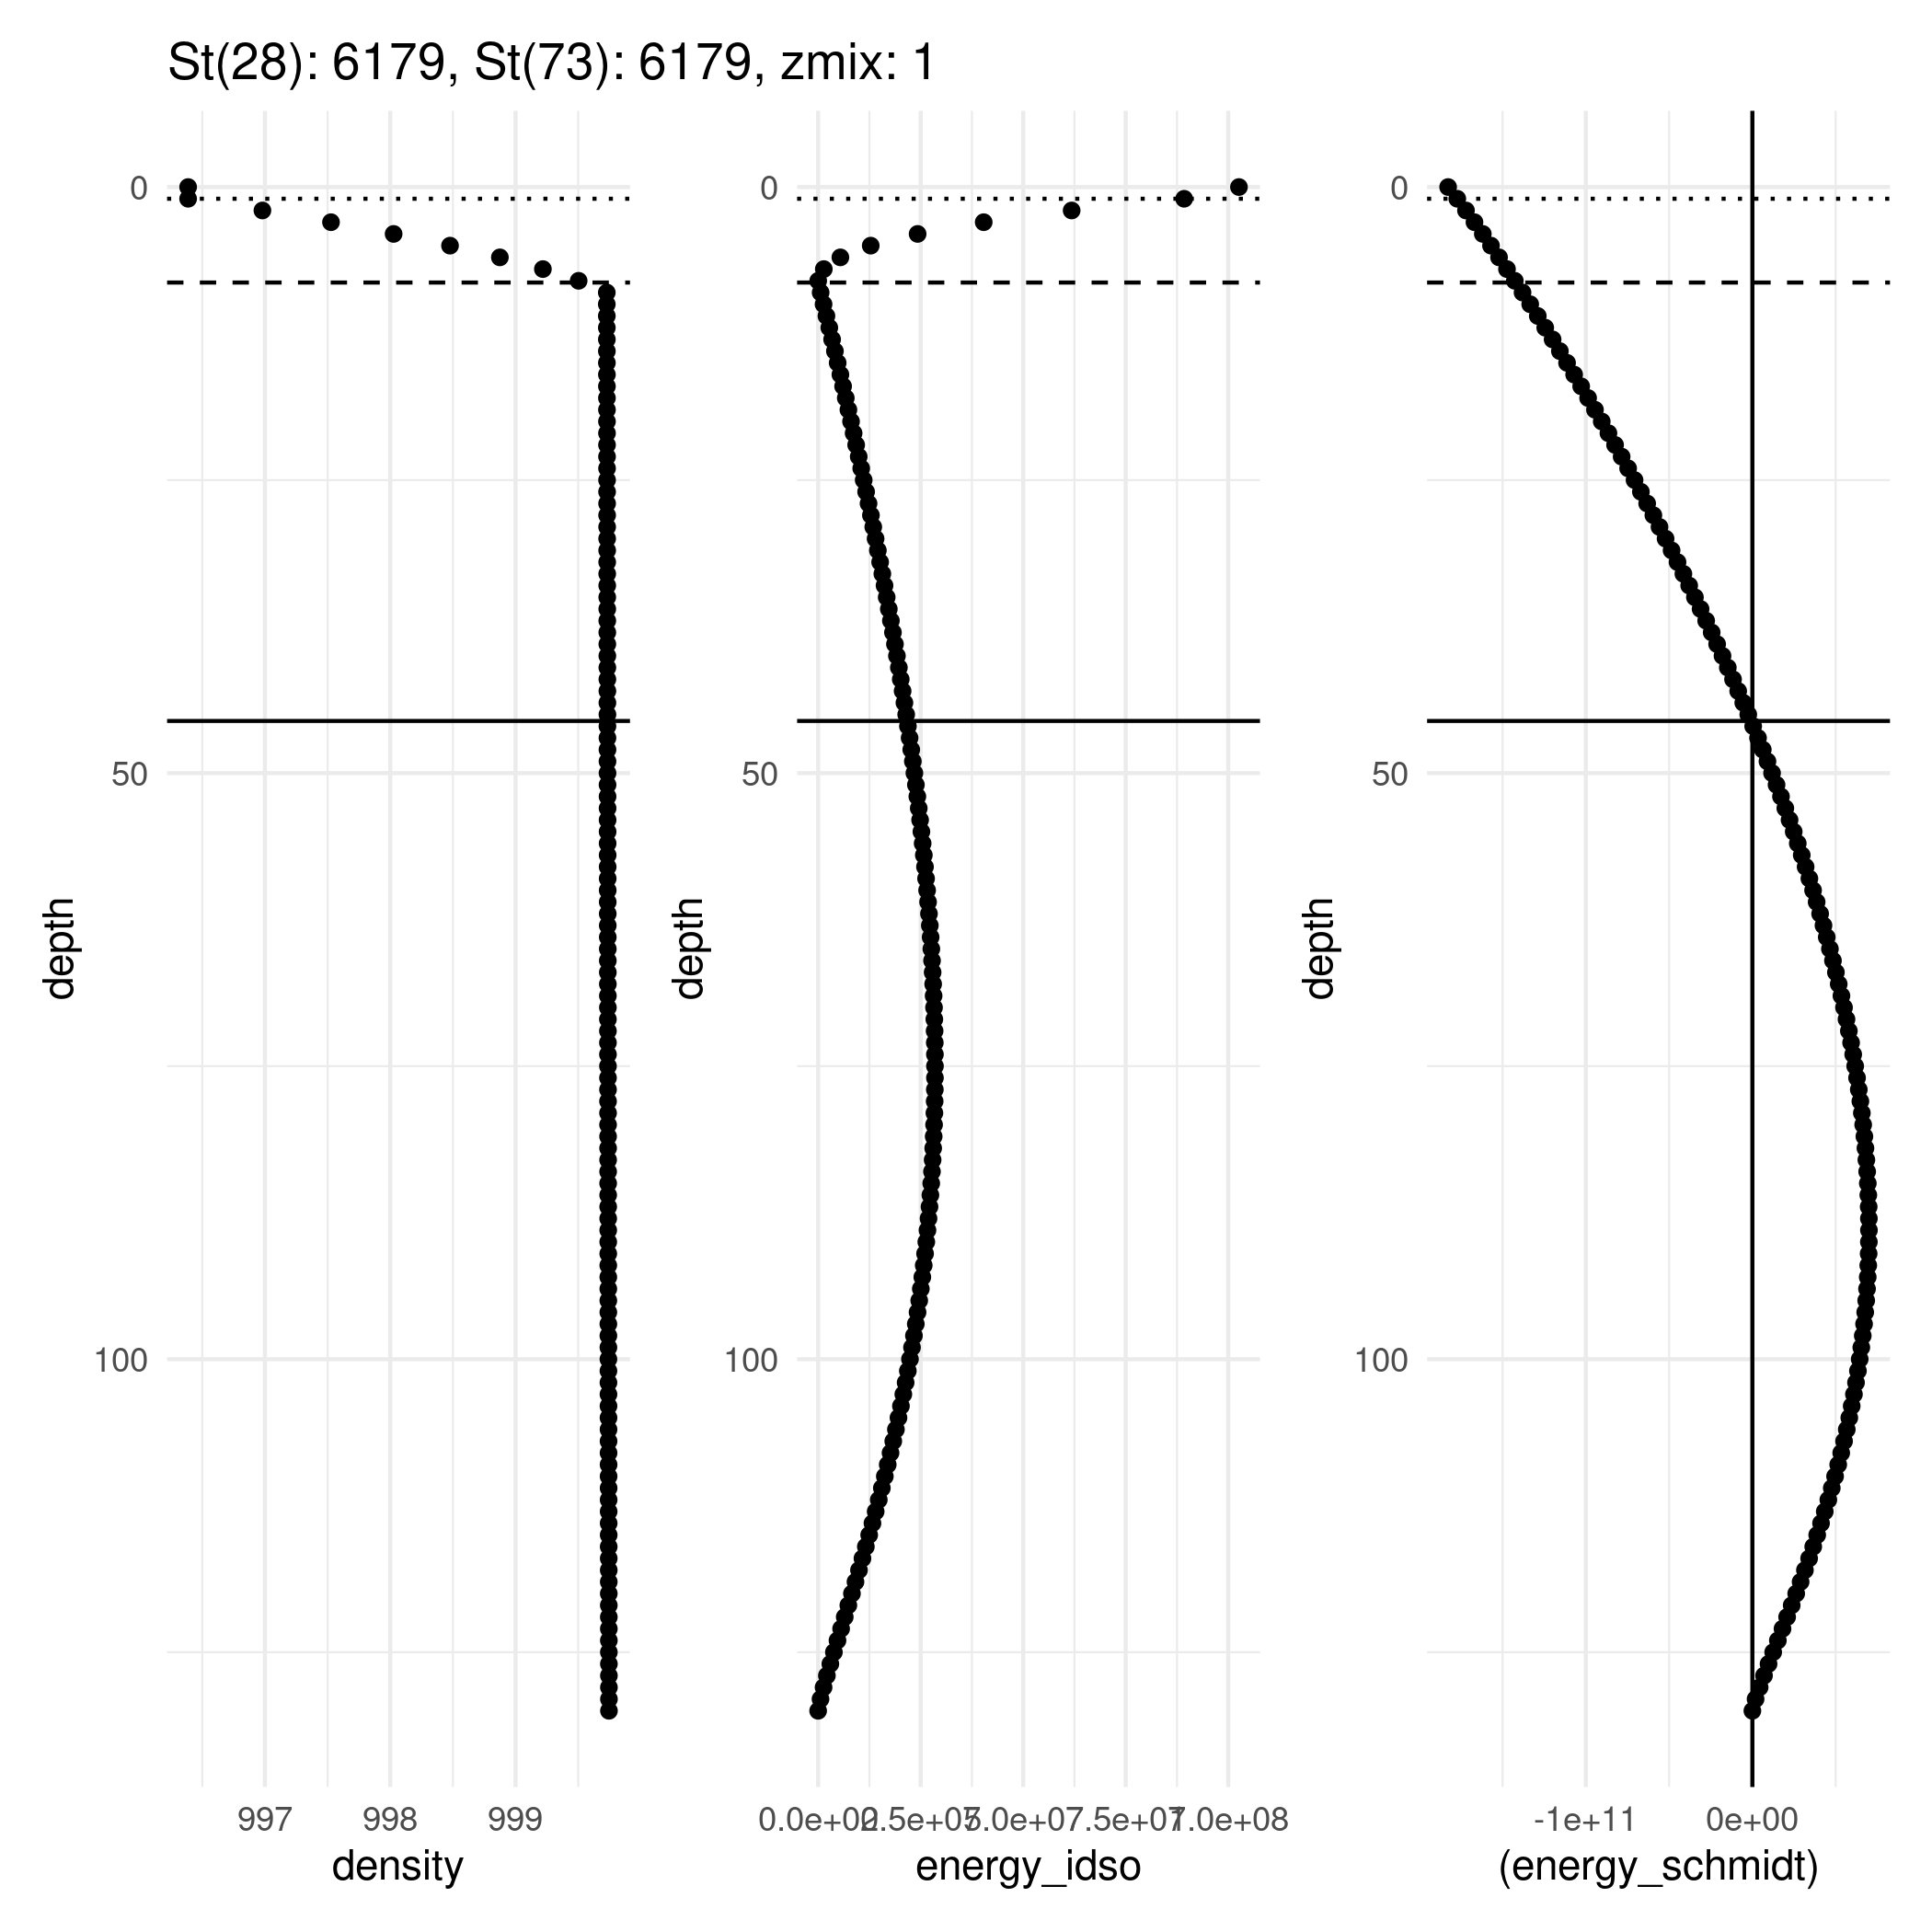 St(28): 6179, St(73): 6179, zmix: 1
0
50
100
depth
997 998 999
density
0
50
100
depth
0.0e+00 2.5e+07 5.0e+07 7.5e+07 1.0e+08
energy_idso
0
50
100
depth
-1e+11 0e+00
(energy_schmidt)